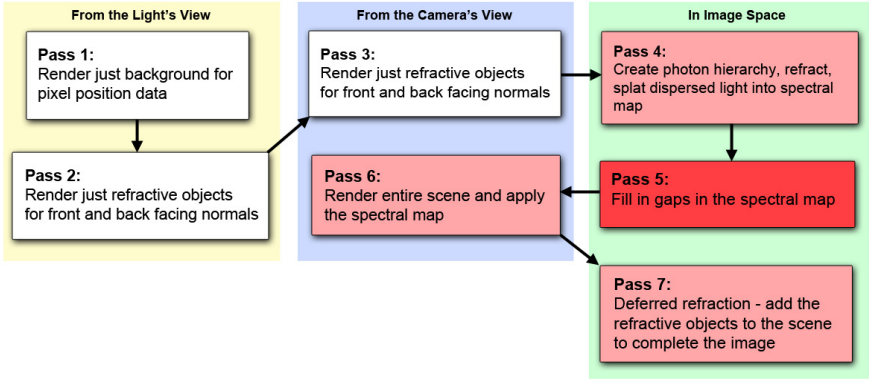 From the Light's View
Pass 1:
Render just background for
pixel position data
Pass 2:
Render just refractive objects
for front and back facing normals
From the Camera's View
Pass 3:
Render just refractive objects
for front and back facing normals
Pass 6:
Render entire scene and apply
the spectral map
In Image Space
Pass 4:
Create photon hierarchy, refract,
splat dispersed light into spectral
map
Pass 5:
Fill in gaps in the spectral map
Pass 7:
Deferred refraction - add the
refractive objects to the scene
to complete the image